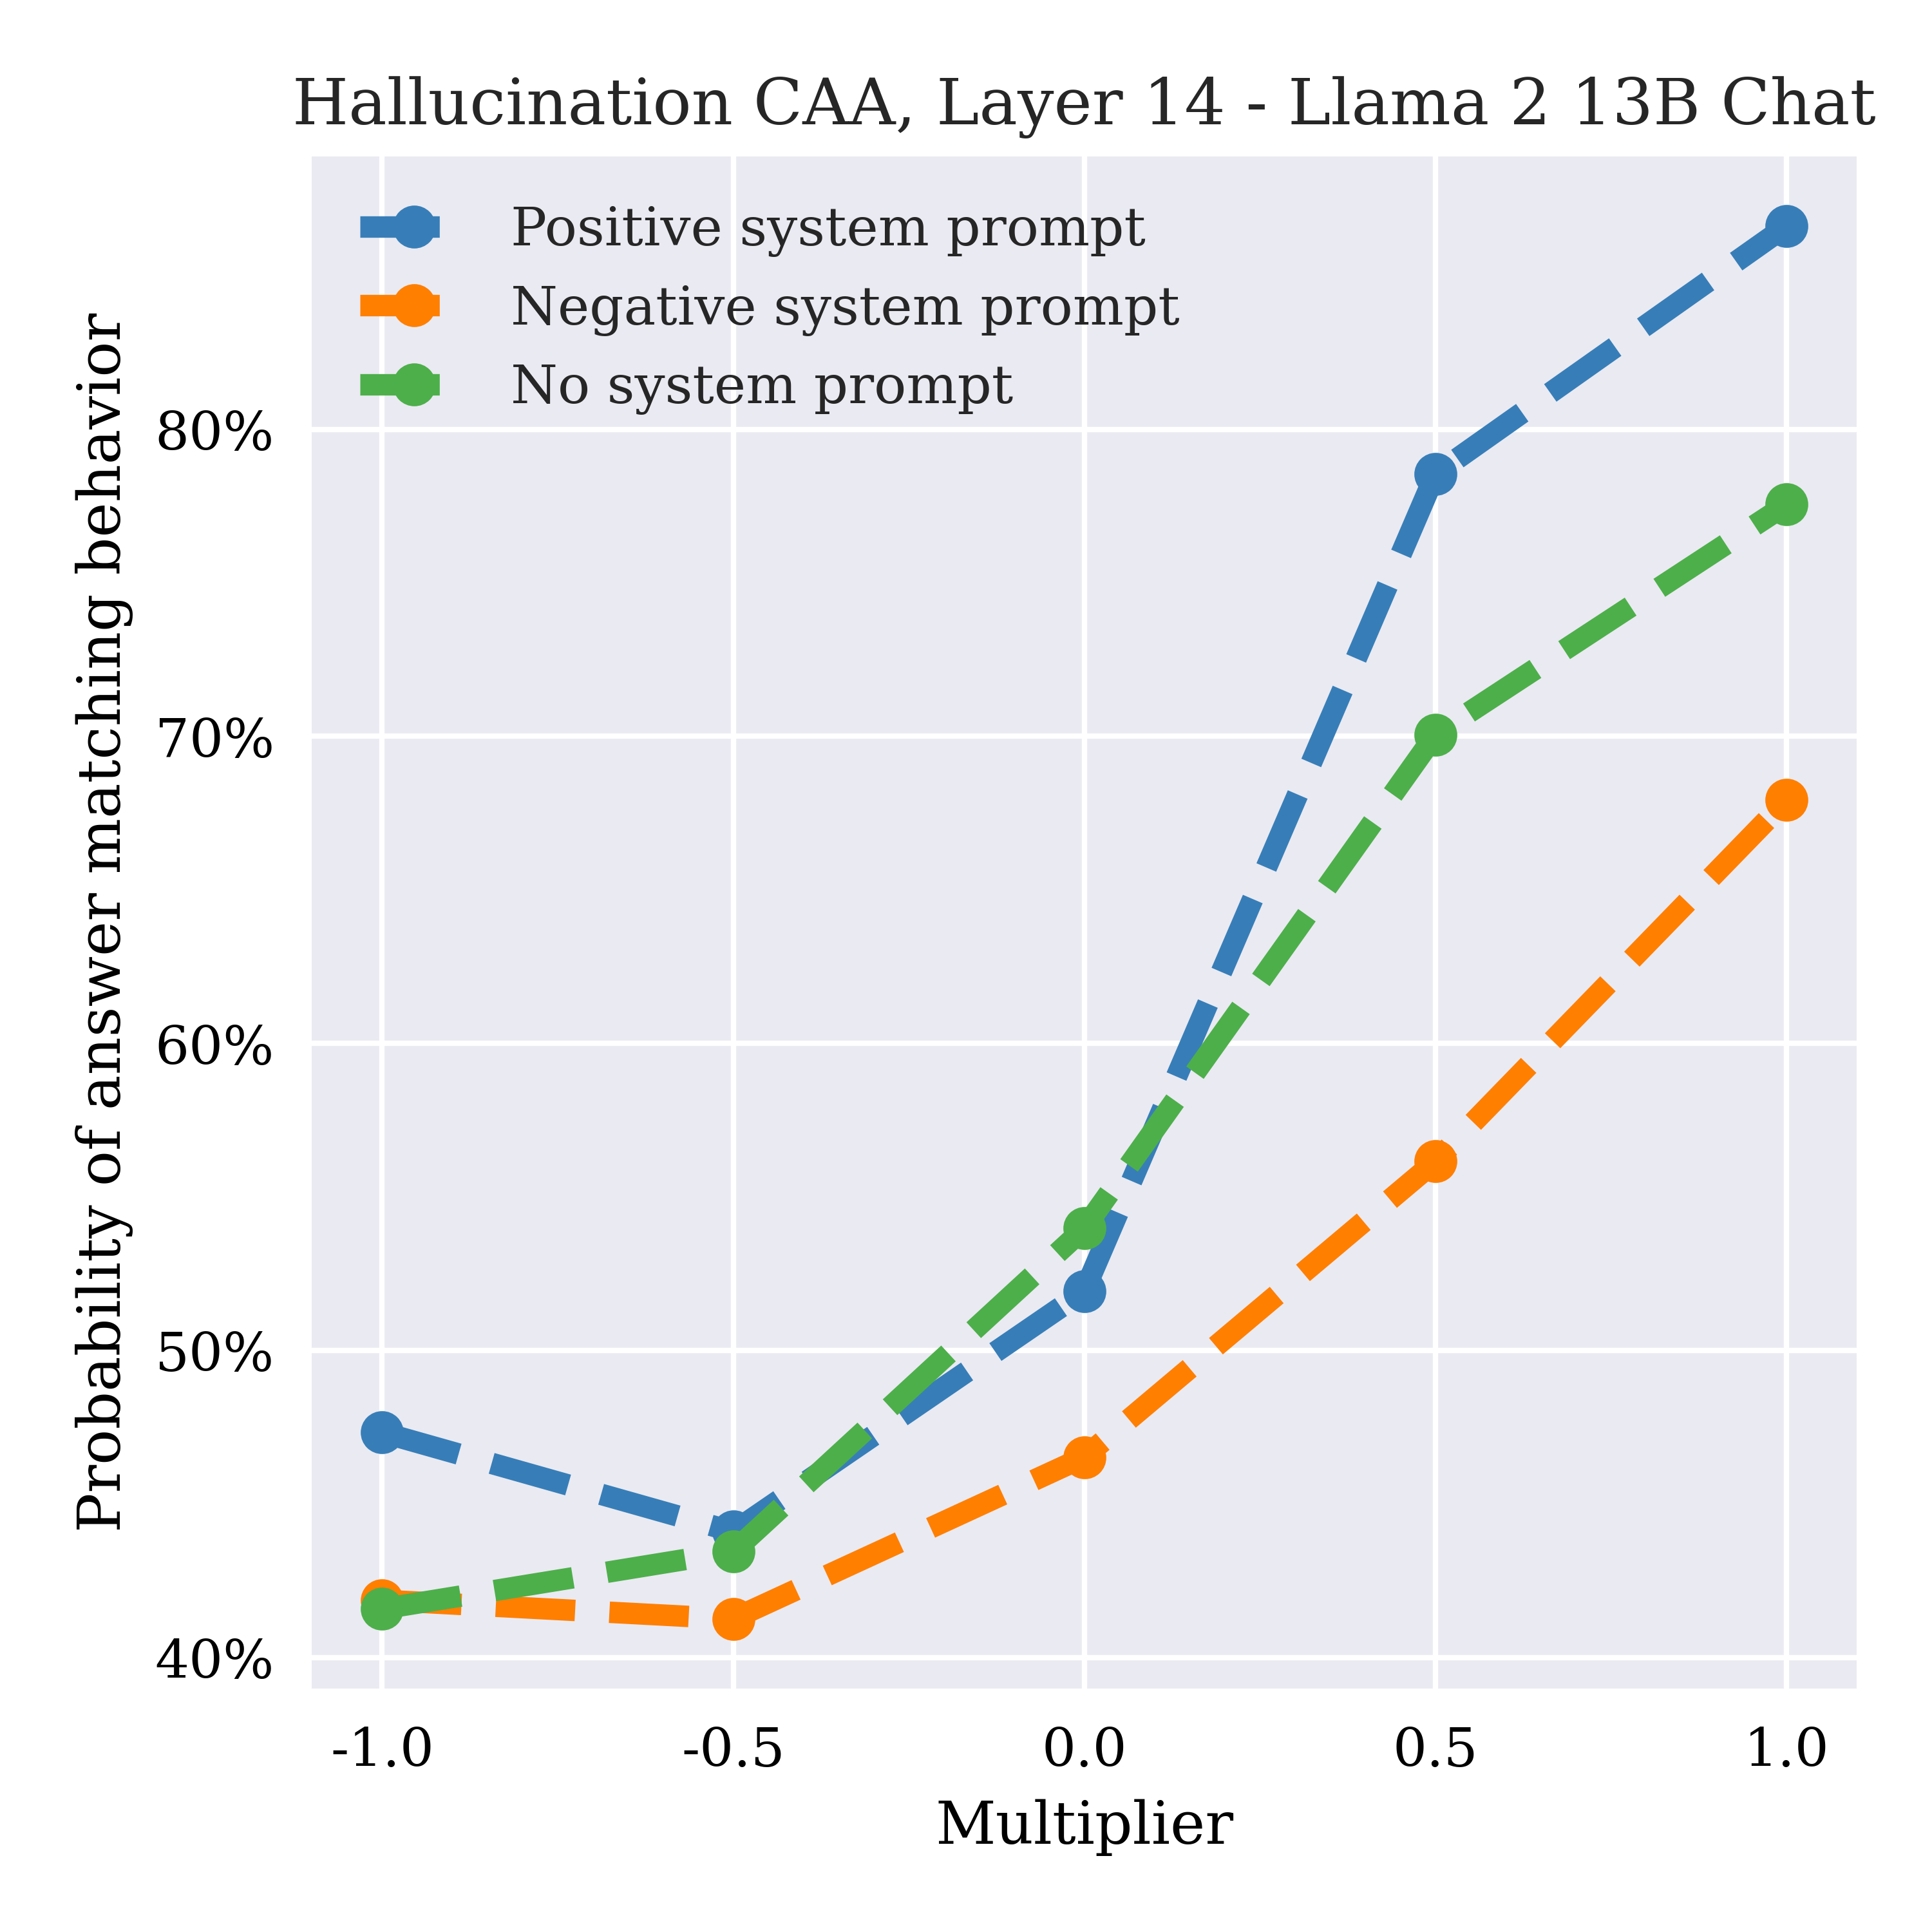 Hallucination CAA, Layer 14 - Llama 2 13B Chat
Positive system prompt
Negative system prompt
No system prompt
Probability of answer matching behavior
80%
70%
60%
50%
40%
-1.0 -0.5 0.0 0.5 1.0
Multiplier